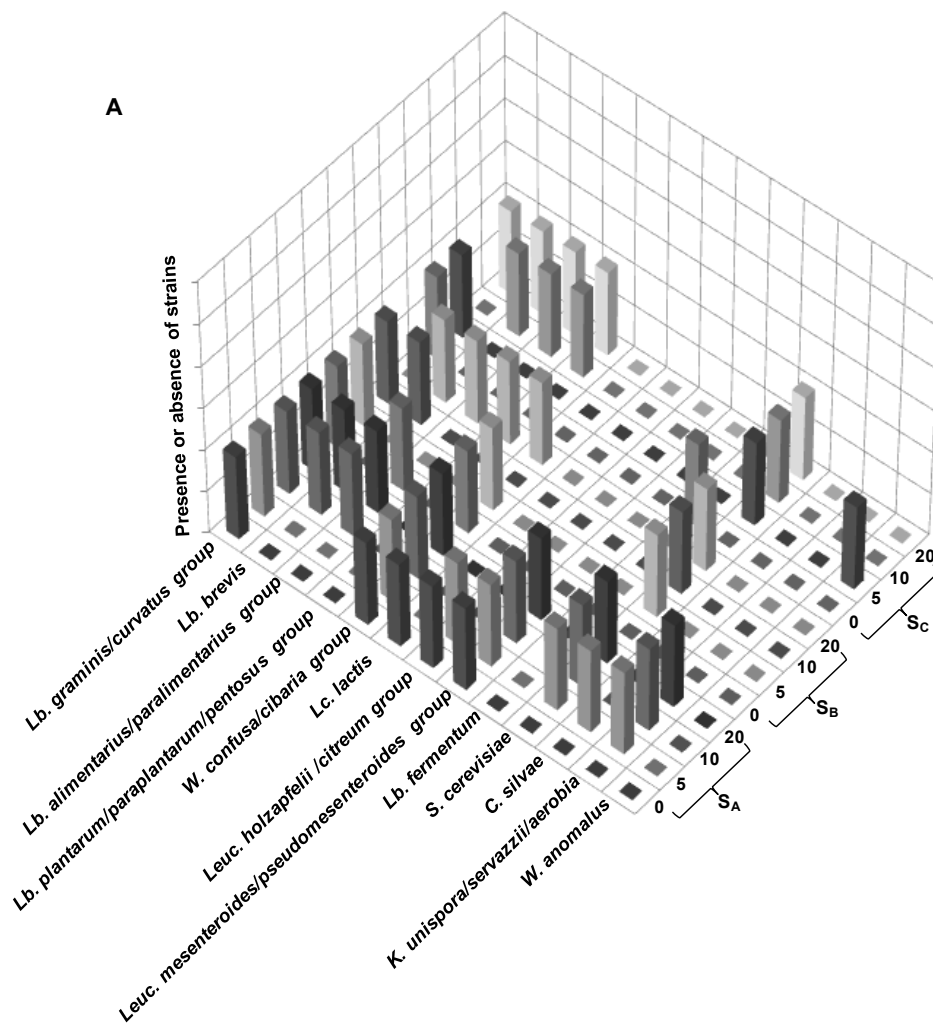 A
Presence or absence of strains
Lb. graminis/curvatus group
Lb. brevis
Lb. alimentarius/paralimentarius group
Lb. plantarum/paraplantarum/pentosus group
W. confusa/cibaria group
Lc. lactis
Leuc. holzapfelii /citreum group
Leuc. mesenteroides/pseudomesenteroides group
Lb. fermentum
S. cerevisiae
C. silvae
K. unispora/servazzii/aerobia
W. anomalus
0
5
10
20
SA
0
5
10
20
SB
0
5
10
20
SC